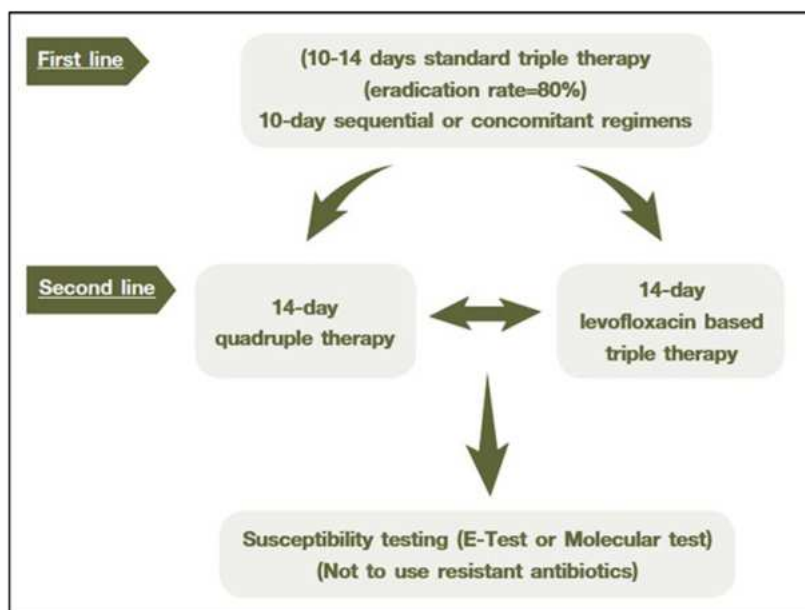 First line
(10-14 days standard triple therapy
(eradication rate=80%)
10-day sequential or concomitant regimens
Second line
14-day
quadruple therapy
14-day
levofloxacin based
triple therapy
Susceptibility testing (E-Test or Molecular test)
(Not to use resistant antibiotics)